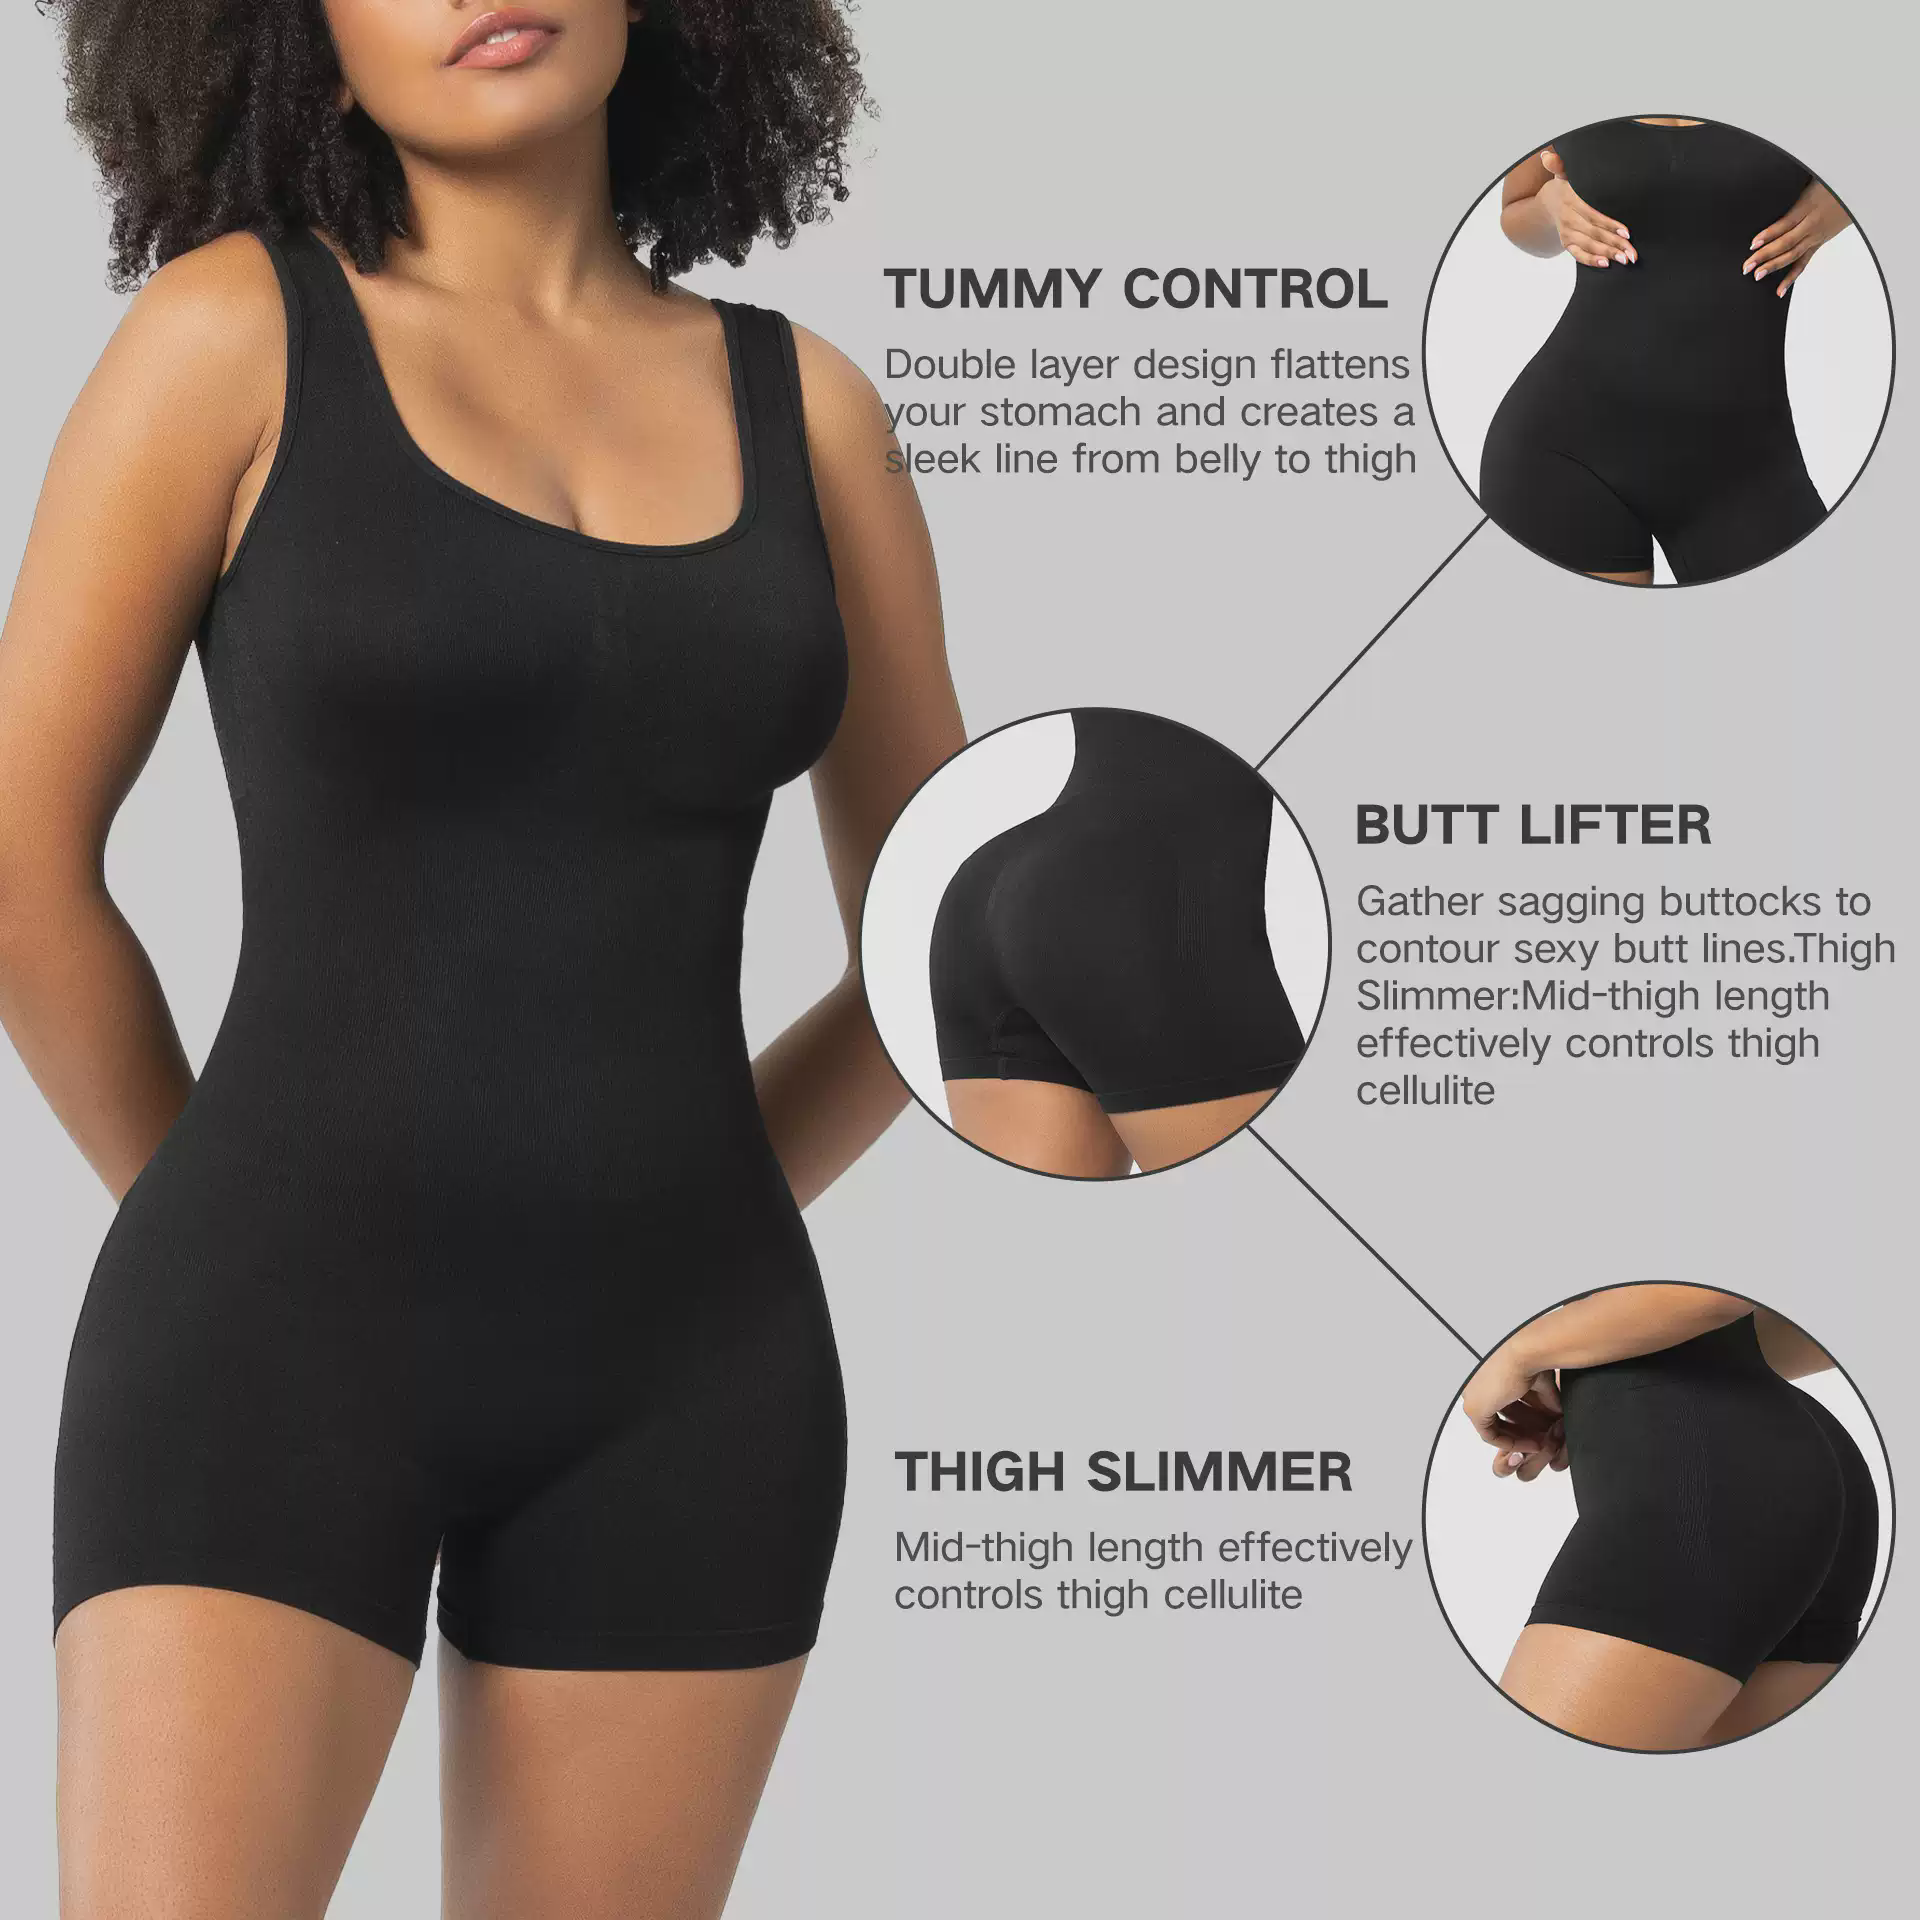 TUMMY CONTROL
Double layer design flattens
your stomach and creates a
sleek line from belly to thigh
BUTT LIFTER
Gather sagging buttocks to
contour sexy butt lines.Thigh
Slimmer:Mid-thigh length
effectively controls thigh
cellulite
THIGH SLIMMER
Mid-thigh length effectively
controls thigh cellulite